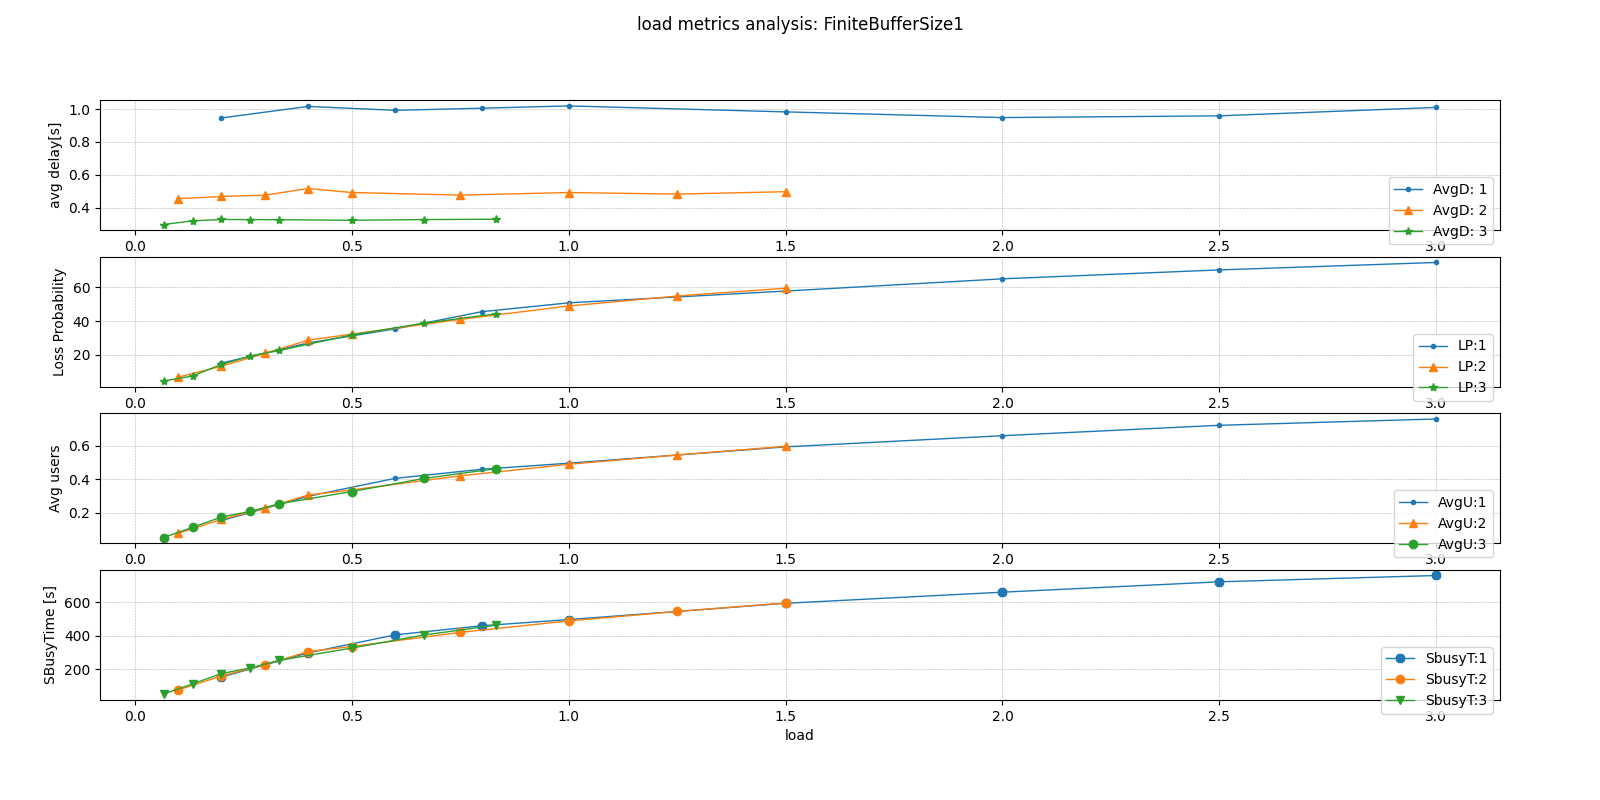 load metrics analysis: FiniteBufferSize1
avg delay[s]
1.0
0.8
0.6
0.4
AvgD: 1
AvgD: 2
AvgD: 3
0.0 0.5 1.0 1.5 2.0 2.5 3.0
Loss Probability
60
40
20
LP:1
LP:2
LP:3
0.0 0.5 1.0 1.5 2.0 2.5 3.0
Avg users
0.6
0.4
0.2
AvgU:1
AvgU:2
AvgU:3
0.0 0.5 1.0 1.5 2.0 2.5 3.0
SBusyTime [s]
600
400
200
SbusyT:1
SbusyT:2
SbusyT:3
0.0 0.5 1.0 1.5 2.0 2.5 3.0
load